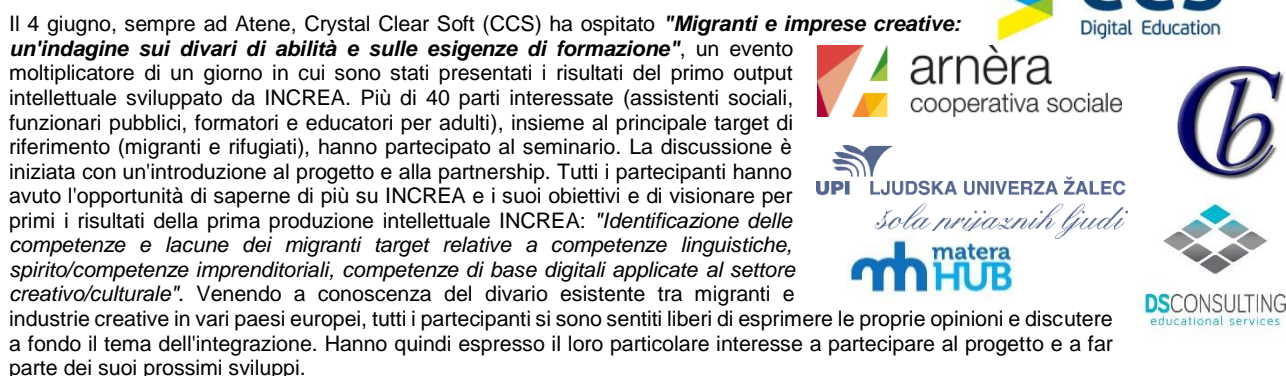 Il 4 giugno, sempre ad Atene, Crystal Clear Soft (CCS) ha ospitato "Migranti e imprese creative:
un'indagine sui divari di abilità e sulle esigenze di formazione", un evento
moltiplicatore di un giorno in cui sono stati presentati i risultati del primo output
intellettuale sviluppato da INCREA. Più di 40 parti interessate (assistenti sociali,
funzionari pubblici, formatori e educatori per adulti), insieme al principale target di
riferimento (migranti e rifugiati), hanno partecipato al seminario. La discussione è
iniziata con un'introduzione al progetto e alla partnership. Tutti i partecipanti hanno
avuto l'opportunità di saperne di più su INCREA e i suoi obiettivi e di visionare per
primi i risultati della prima produzione intellettuale INCREA: "Identificazione delle
competenze e lacune dei migranti target relative a competenze linguistiche,
spirito/competenze imprenditoriali, competenze di base digitali applicate al settore
creativo/culturale". Venendo a conoscenza del divario esistente tra migranti e
industrie creative in vari paesi europei, tutti i partecipanti si sono sentiti liberi di esprimere le proprie opinioni e discutere
a fondo il tema dell'integrazione. Hanno quindi espresso il loro particolare interesse a partecipare al progetto e a far
parte dei suoi prossimi sviluppi.
CCS
Digital Education
arnèra
cooperativa sociale
cb
UPI LJUDSKA UNIVERZA ŽALEC
šola prijaznih ljudi
mh matera
HUB
DSCONSULTING
educational services